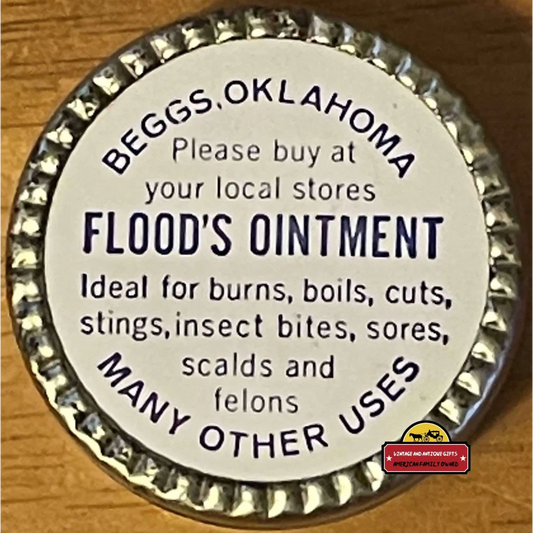 BEGGS, OKLAHOMA
Please buy at
your local stores
FLOOD'S OINTMENT
Ideal for burns, boils, cuts,
stings, insect bites, sores,
scalds and
felons
MANY OTHER USES
VINTAGE AND ANTIQUE GIFTS
AMERICAN FAMILY OWNED